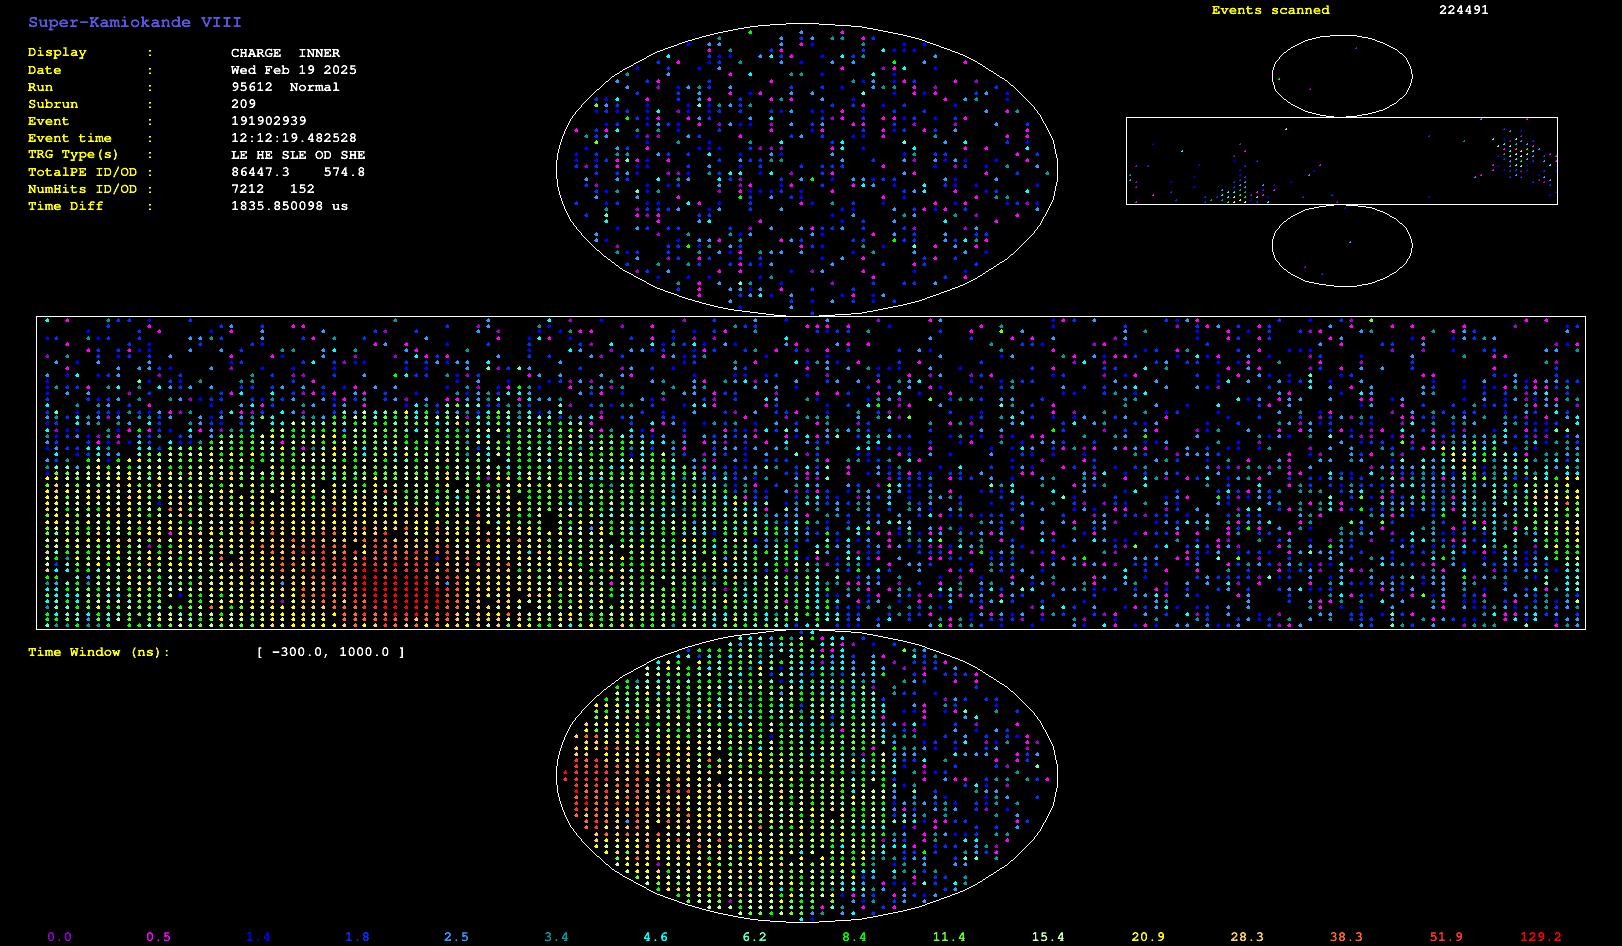 Super-Kamiokande VIII
Events scanned 224491
Display : CHARGE INNER
Date : Wed Feb 19 2025
Run : 95612 Normal
Subrun : 209
Event : 191902939
Event time : 12:12:19.482528
TRG Type(s) : LE HE SLE OD SHE
TotalPE ID/OD : 86447.3 574.8
NumHits ID/OD : 7212 152
Time Diff : 1835.850098 us
Time Window (ns): [ -300.0, 1000.0 ]
0.0 0.5 1.4 1.8 2.5 3.4 4.6 6.2 8.4 11.4 15.4 20.9 28.3 38.3 51.9 129.2